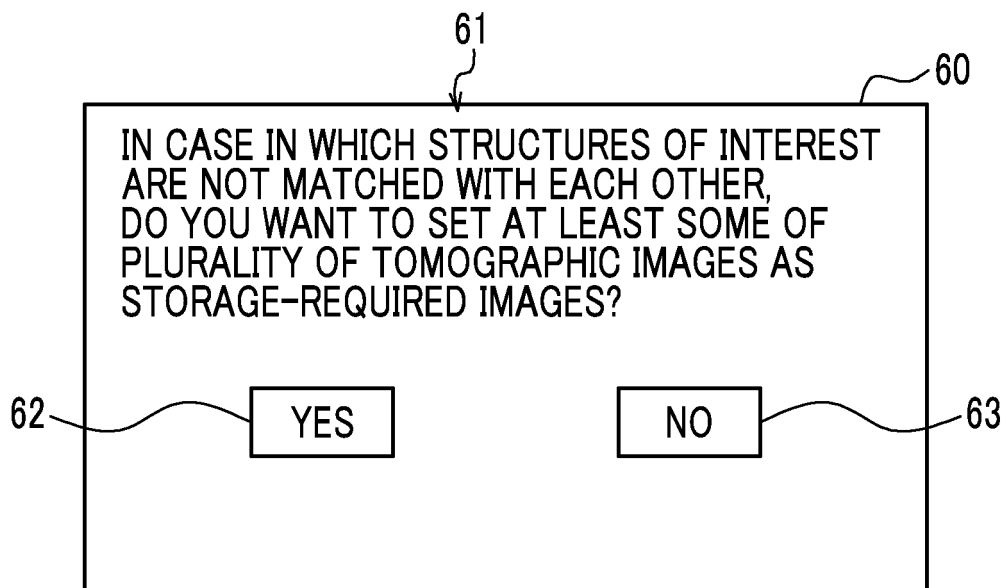 61
60
IN CASE IN WHICH STRUCTURES OF INTEREST
ARE NOT MATCHED WITH EACH OTHER,
DO YOU WANT TO SET AT LEAST SOME OF
PLURALITY OF TOMOGRAPHIC IMAGES AS
STORAGE-REQUIRED IMAGES?
62 YES NO 63